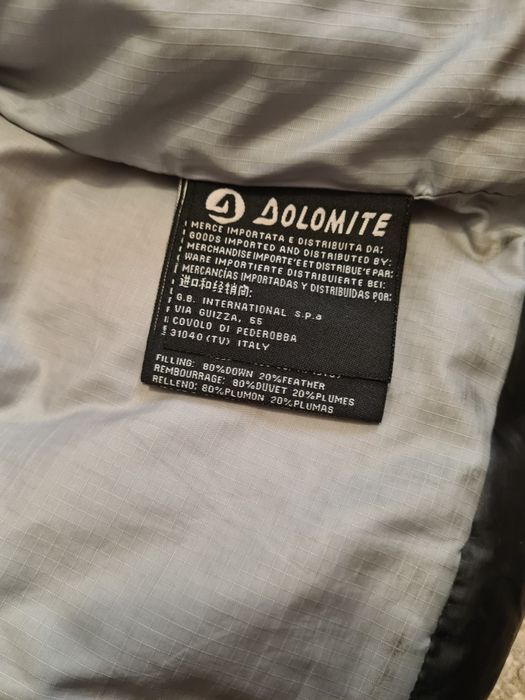 DOLOMITE
MERCE IMPORTATA E DISTRIBUITA DA:
GOODS IMPORTED AND DISTRIBUTED BY:
MERCHANDISE IMPORTE'E ET DISTRIBUE'E PAR:
WARE IMPORTIERTE DISTRIBUIERTE BEI:
MERCANCÍAS IMPORTADAS Y DISTRIBUIDAS POR:
进口和经销商:
G.B. INTERNATIONAL s.p.a
VIA GUIZZA, 55
COVOLO DI PEDEROBBA
31040 (TV) ITALY
FILLING: 80%DOWN 20%FEATHER
REMBOURRAGE: 80%DUVET 20%PLUMES
RELLENO: 80%PLUMON 20%PLUMAS